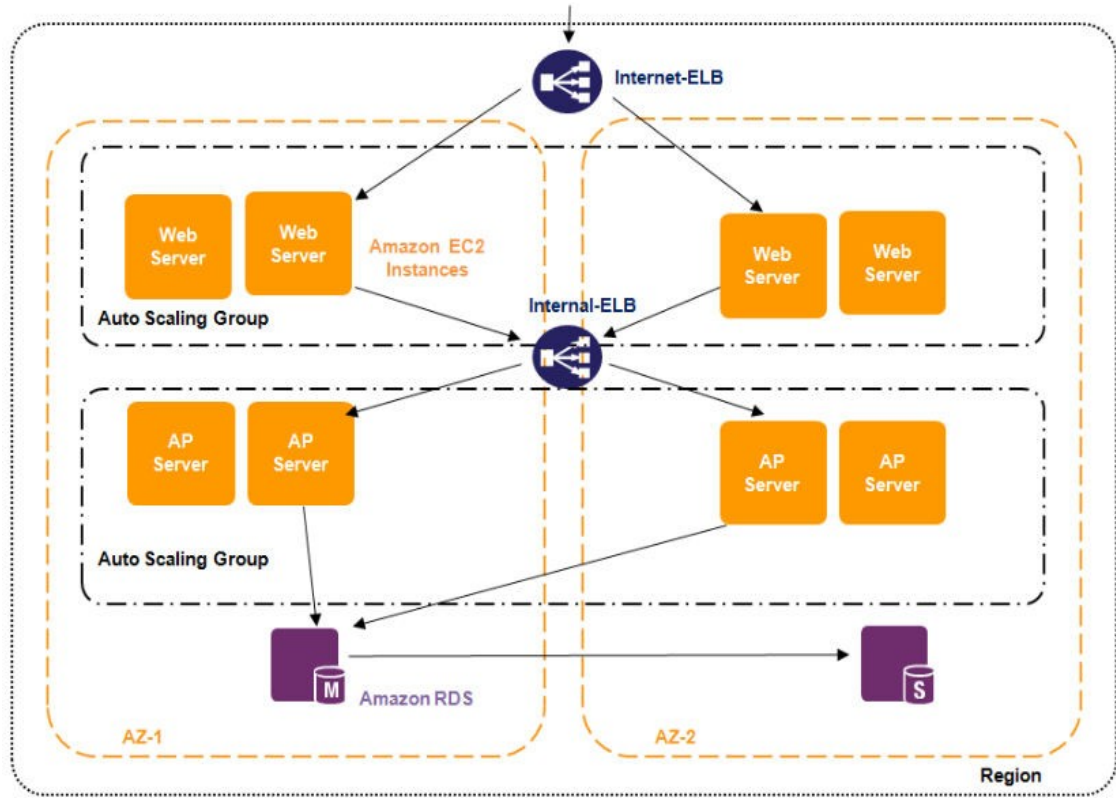 Internet-ELB
Web
Server
Web
Server
Amazon EC2
Instances
Web
Server
Web
Server
Internal-ELB
Auto Scaling Group
AP
Server
AP
Server
AP
Server
AP
Server
Auto Scaling Group
M
Amazon RDS
S
AZ-1
AZ-2
Region